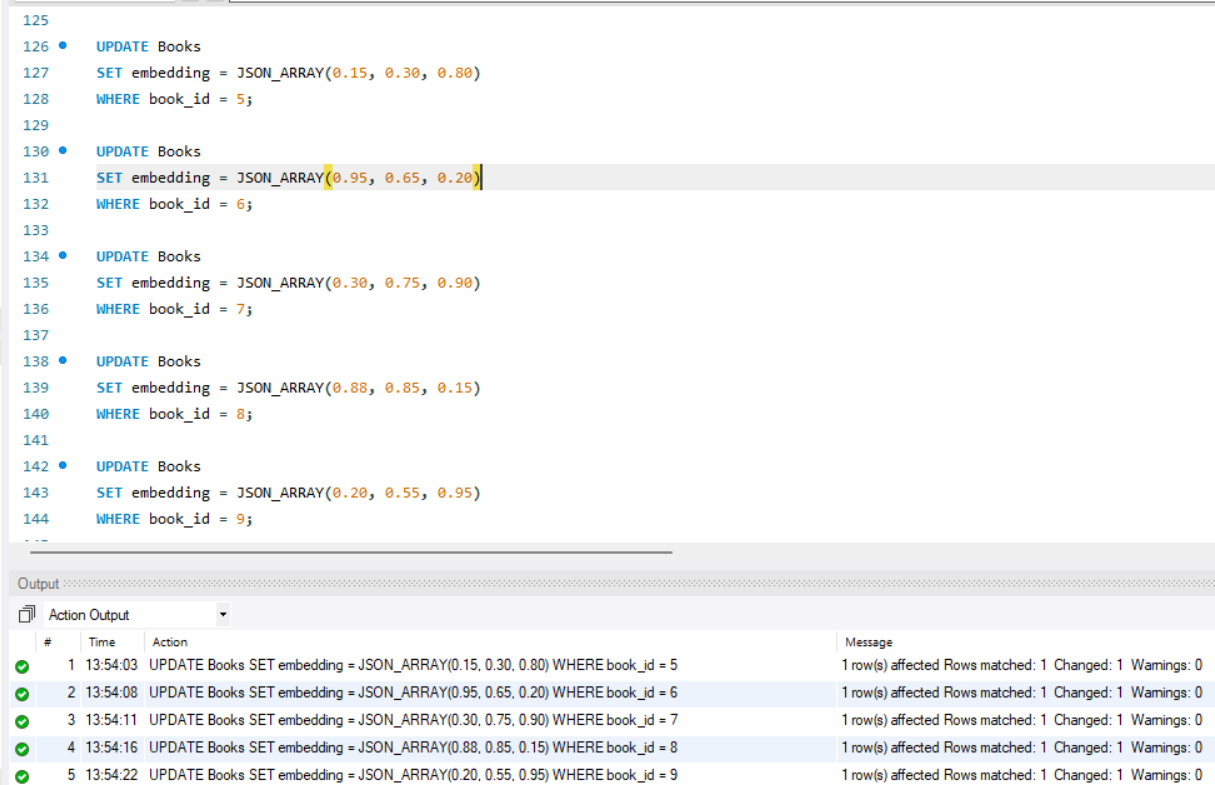 125
126 UPDATE Books
127 SET embedding = JSON_ARRAY(0.15, 0.30, 0.80)
128 WHERE book_id = 5;
129
130 UPDATE Books
131 SET embedding = JSON_ARRAY(0.95, 0.65, 0.20)
132 WHERE book_id = 6;
133
134 UPDATE Books
135 SET embedding = JSON_ARRAY(0.30, 0.75, 0.90)
136 WHERE book_id = 7;
137
138 UPDATE Books
139 SET embedding = JSON_ARRAY(0.88, 0.85, 0.15)
140 WHERE book_id = 8;
141
142 UPDATE Books
143 SET embedding = JSON_ARRAY(0.20, 0.55, 0.95)
144 WHERE book_id = 9;
Output
Action Output
# Time Action Message
1 13:54:03 UPDATE Books SET embedding = JSON_ARRAY(0.15, 0.30, 0.80) WHERE book_id = 5 1 row(s) affected Rows matched: 1 Changed: 1 Warnings: 0
2 13:54:08 UPDATE Books SET embedding = JSON_ARRAY(0.95, 0.65, 0.20) WHERE book_id = 6 1 row(s) affected Rows matched: 1 Changed: 1 Warnings: 0
3 13:54:11 UPDATE Books SET embedding = JSON_ARRAY(0.30, 0.75, 0.90) WHERE book_id = 7 1 row(s) affected Rows matched: 1 Changed: 1 Warnings: 0
4 13:54:16 UPDATE Books SET embedding = JSON_ARRAY(0.88, 0.85, 0.15) WHERE book_id = 8 1 row(s) affected Rows matched: 1 Changed: 1 Warnings: 0
5 13:54:22 UPDATE Books SET embedding = JSON_ARRAY(0.20, 0.55, 0.95) WHERE book_id = 9 1 row(s) affected Rows matched: 1 Changed: 1 Warnings: 0